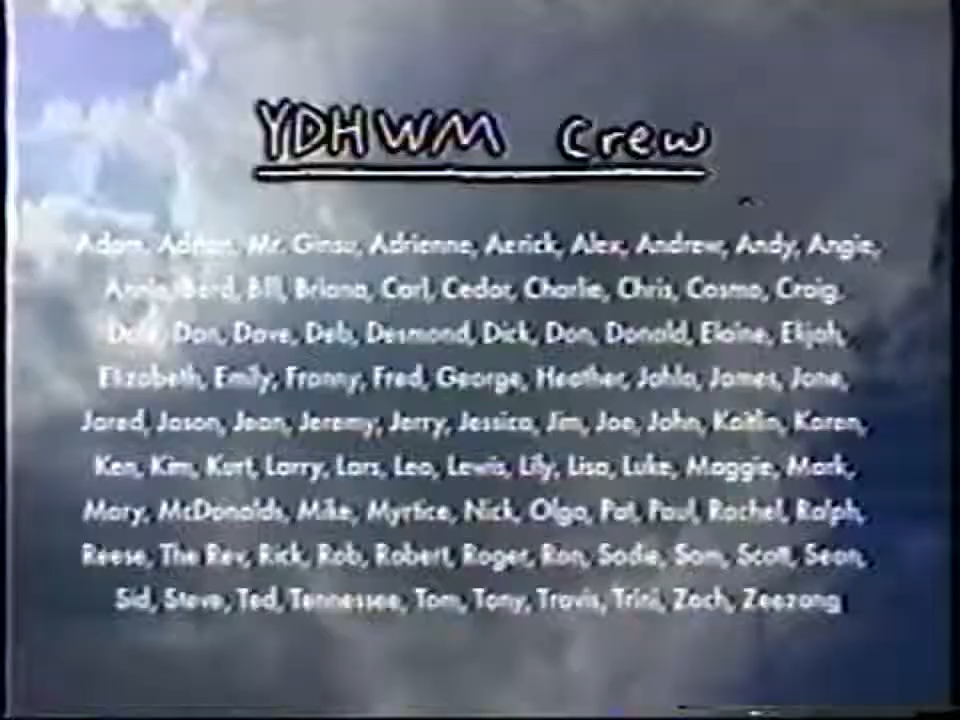 YDHWM Crew
Adam, Adrian, Mr. Ginsu, Adrienne, Aerick, Alex, Andrew, Andy, Angie,
Annie, Berd, Bill, Briana, Carl, Cedar, Charlie, Chris, Cosmo, Craig,
Dan, Dave, Deb, Desmond, Dick, Don, Donald, Elaine, Elijah,
Elizabeth, Emily, Franny, Fred, George, Heather, Jahla, James, Jane,
Jared, Jason, Jean, Jeremy, Jerry, Jessica, Jim, Joe, John, Kaitlin, Karen,
Ken, Kim, Kurt, Larry, Lars, Leo, Lewis, Lily, Lisa, Luke, Maggie, Mark,
Mary, McDonalds, Mike, Myrtice, Nick, Olga, Pat, Paul, Rachel, Ralph,
Reese, The Rev, Rick, Rob, Robert, Roger, Ron, Sadie, Sam, Scott, Sean,
Sid, Steve, Ted, Tennessee, Tom, Tony, Travis, Trini, Zach, Zeezang